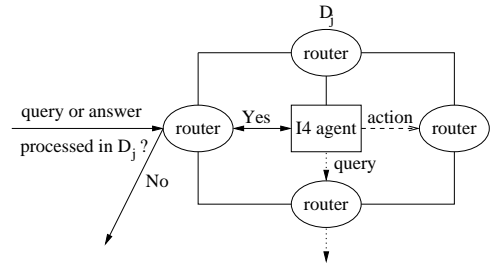 D_j
router
query or answer
router
Yes
I4 agent
action
router
processed in D_j ?
query
No
router